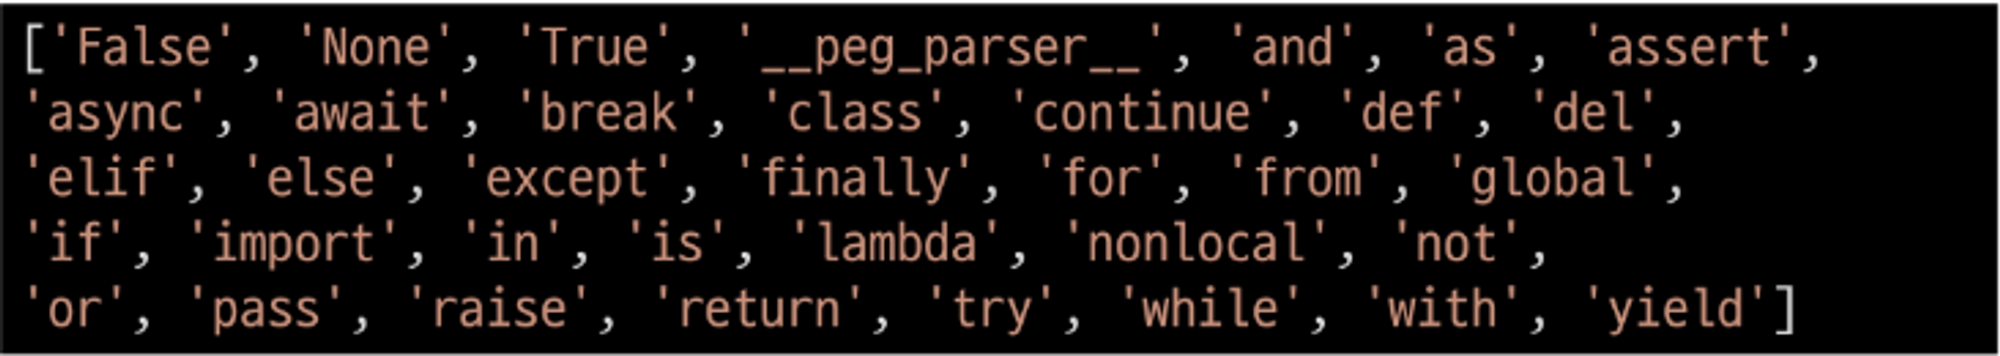 ['False', 'None', 'True', '__peg_parser__', 'and', 'as', 'assert',
'async', 'await', 'break', 'class', 'continue', 'def', 'del',
'elif', 'else', 'except', 'finally', 'for', 'from', 'global',
'if', 'import', 'in', 'is', 'lambda', 'nonlocal', 'not',
'or', 'pass', 'raise', 'return', 'try', 'while', 'with', 'yield']